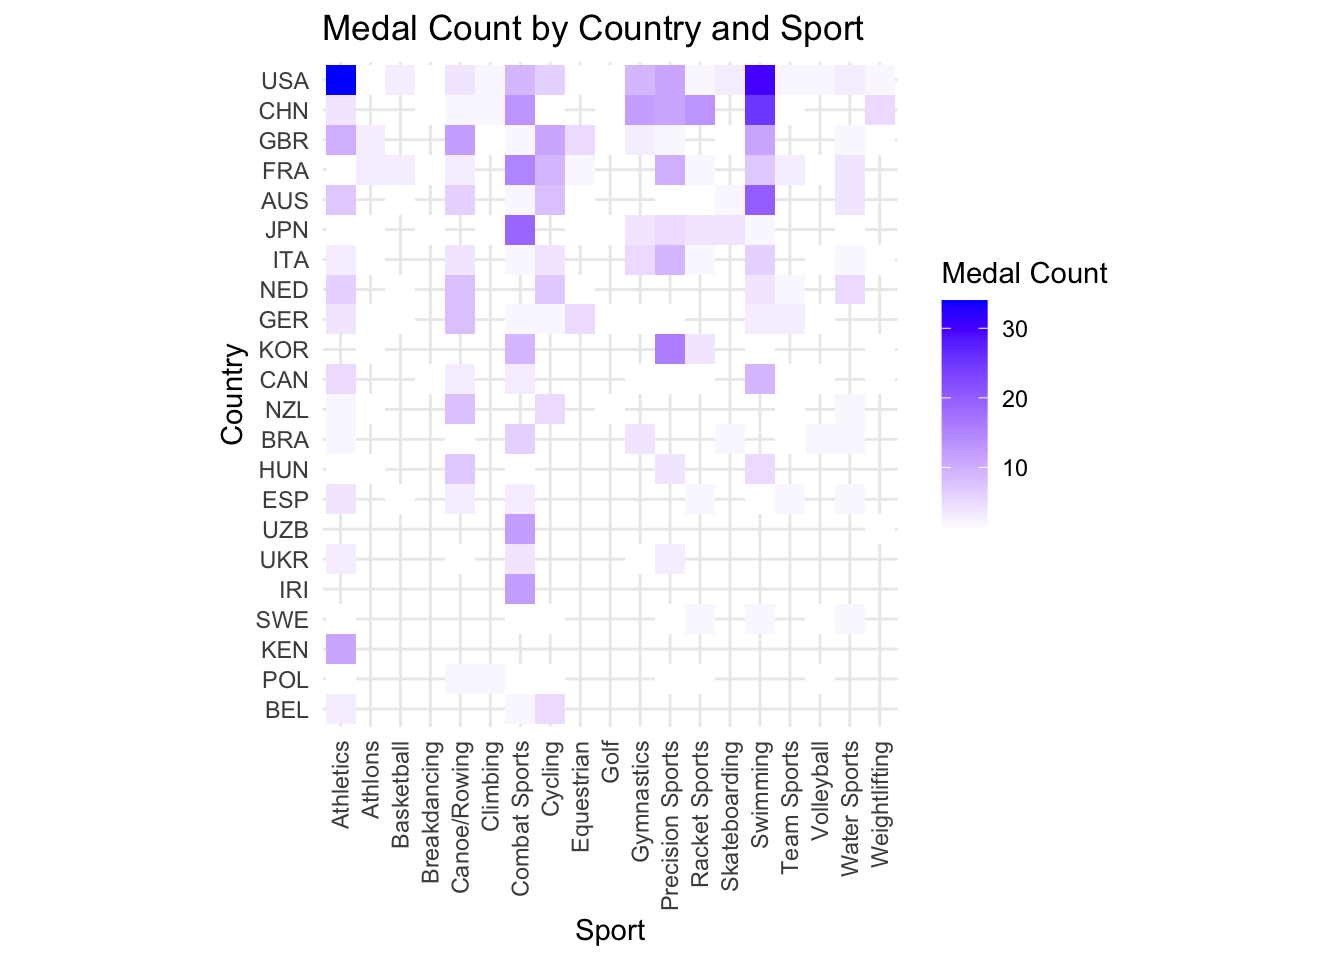 Medal Count by Country and Sport
USA
CHN
GBR
FRA
AUS
JPN
ITA
NED
GER
KOR
CAN
NZL
BRA
HUN
ESP
UZB
UKR
IRI
SWE
KEN
POL
BEL
Country
Athletics
Athlons
Basketball
Breakdancing
Canoe/Rowing
Climbing
Combat Sports
Cycling
Equestrian
Golf
Gymnastics
Precision Sports
Racket Sports
Skateboarding
Swimming
Team Sports
Volleyball
Water Sports
Weightlifting
Sport
Medal Count
30
20
10